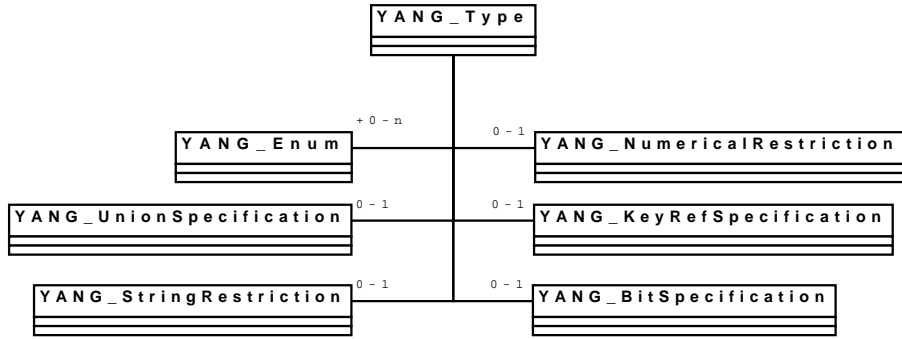 YANG_Type
+0-n
0-1
YANG_Enum
YANG_NumericalRestriction
0-1
0-1
YANG_UnionSpecification
YANG_KeyRefSpecification
0-1
0-1
YANG_StringRestriction
YANG_BitSpecification